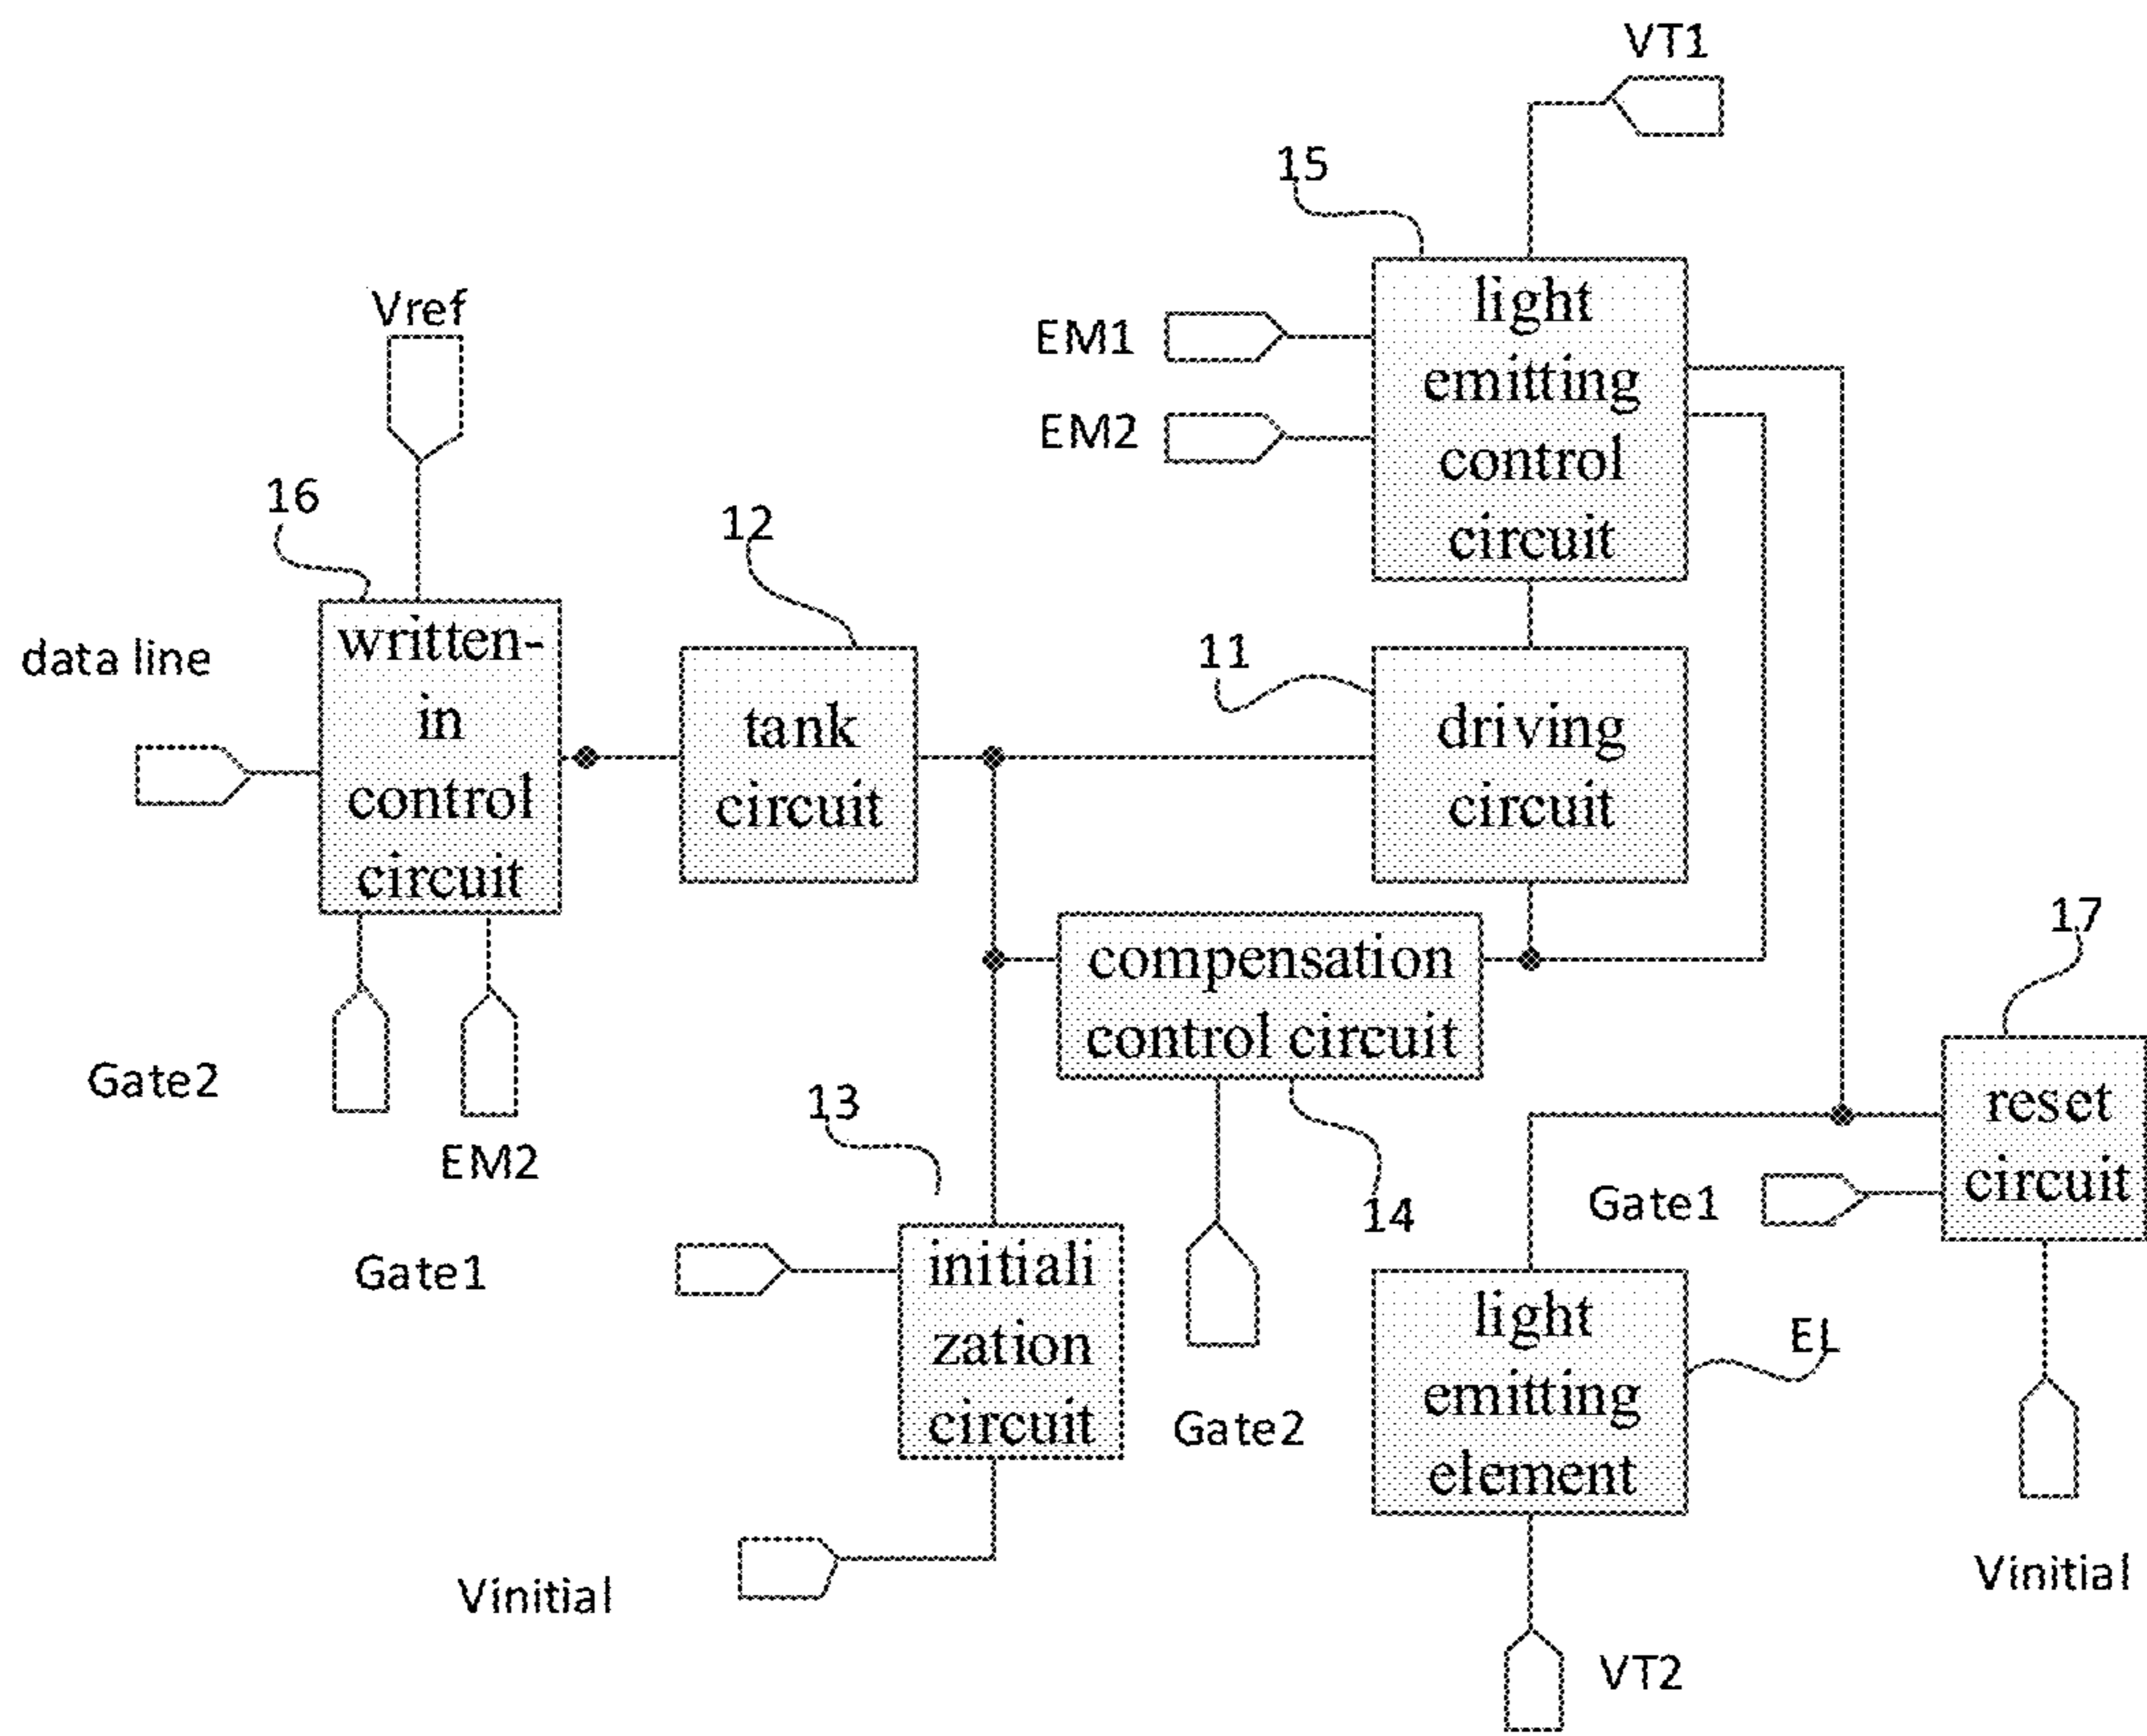 VT1
15
light
emitting
control
circuit
EM1
EM2
Vref
16
written-
in
control
circuit
data line
Gate2
EM2
12
tank
circuit
11
driving
circuit
compensation
control circuit
14
Gate2
13
initiali
zation
circuit
Gate1
Vinitial
17
reset
circuit
Gate1
Vinitial
light
emitting
element
EL
VT2